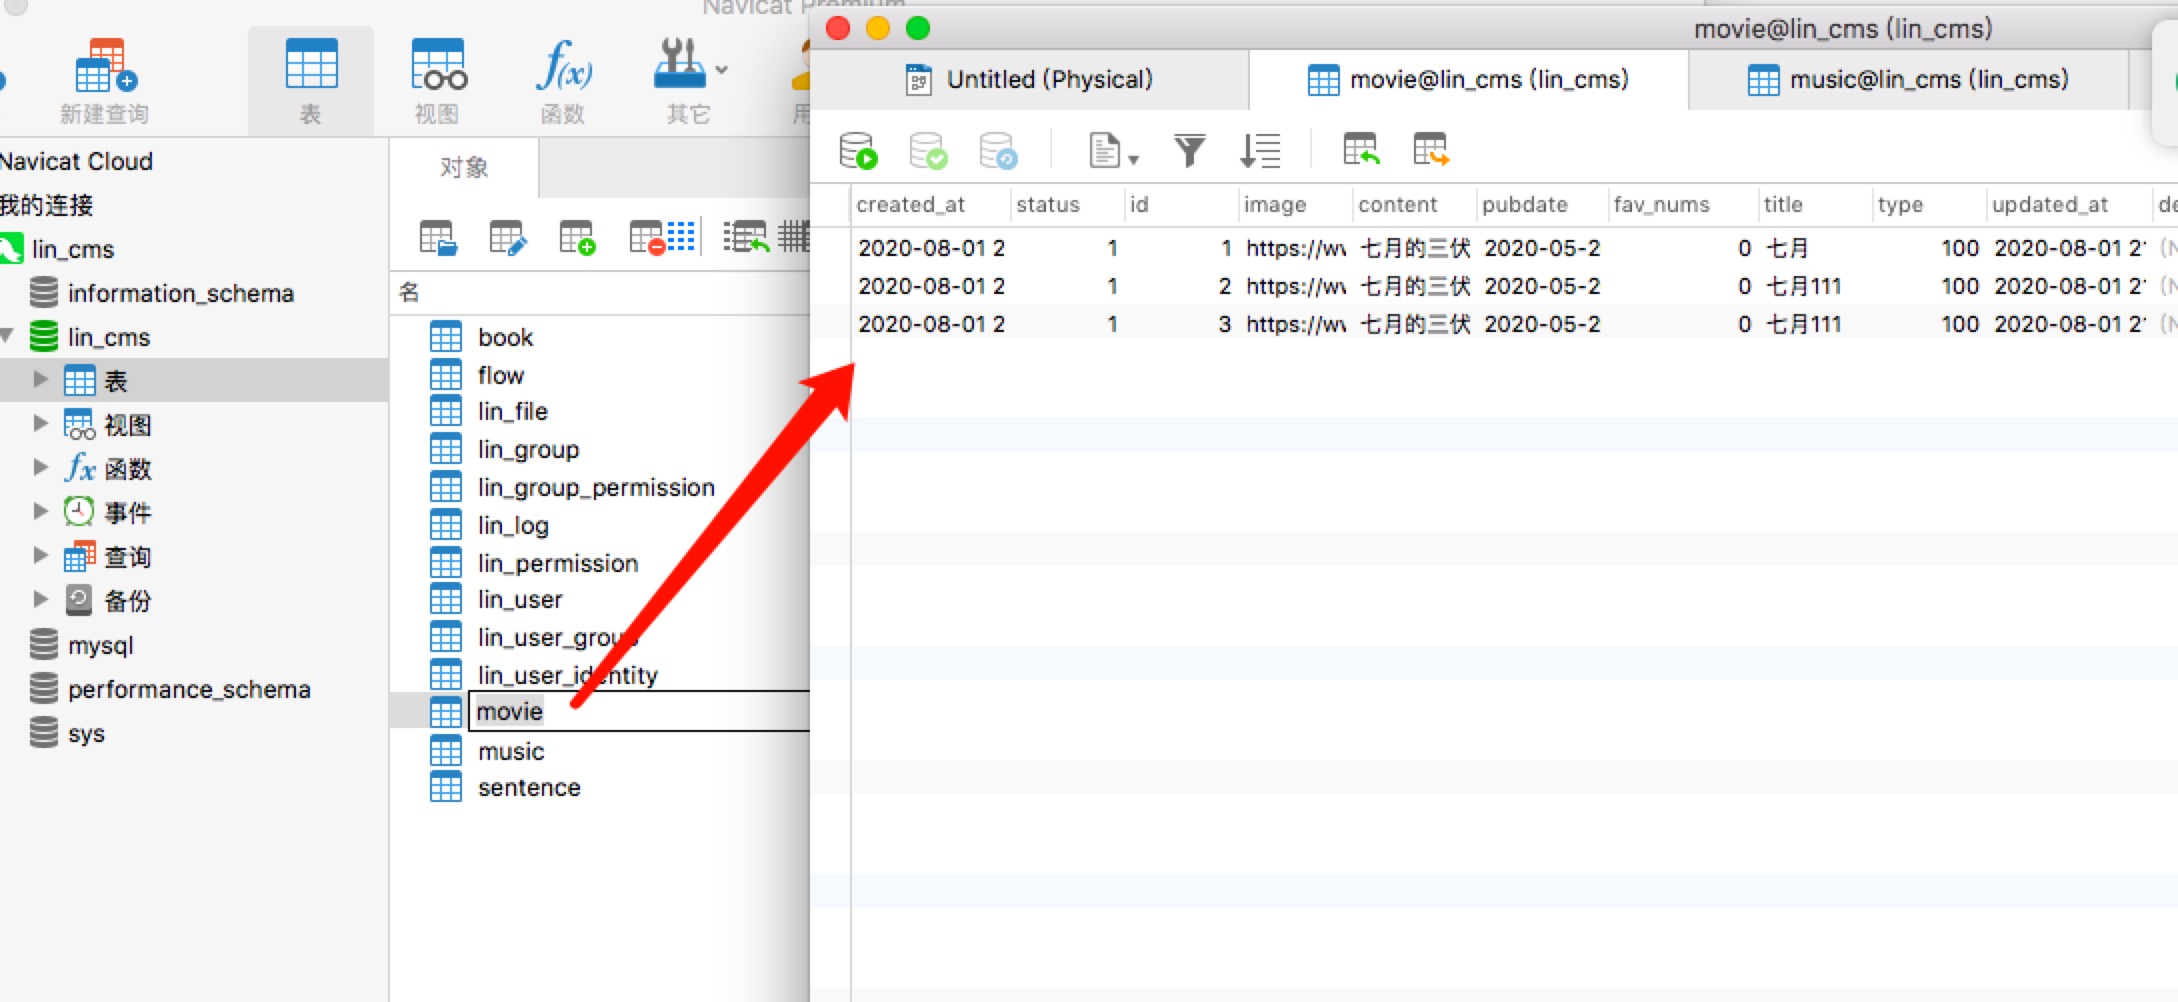 Navicat Premium
新建查询
表
视图
f(x)
函数
其它
用
Navicat Cloud
我的连接
lin_cms
information_schema
lin_cms
表
视图
fx 函数
事件
查询
备份
mysql
performance_schema
sys
对象
名
book
flow
lin_file
lin_group
lin_group_permission
lin_log
lin_permission
lin_user
lin_user_group
lin_user_identity
movie
music
sentence
movie@lin_cms (lin_cms)
Untitled (Physical) movie@lin_cms (lin_cms) music@lin_cms (lin_cms)
created_at status id image content pubdate fav_nums title type updated_at de
2020-08-01 2 1 1 https://w 七月的三伏 2020-05-2 0 七月 100 2020-08-01 2 (N
2020-08-01 2 1 2 https://w 七月的三伏 2020-05-2 0 七月111 100 2020-08-01 2 (N
2020-08-01 2 1 3 https://w 七月的三伏 2020-05-2 0 七月111 100 2020-08-01 2 (N